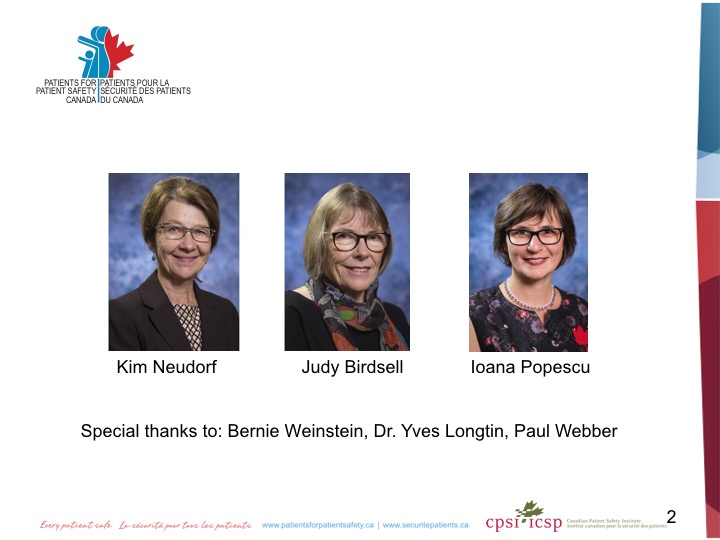 PATIENTS FOR PATIENTS POUR LA
PATIENT SAFETY SÉCURITÉ DES PATIENTS
CANADA DU CANADA
Kim Neudorf
Judy Birdsell
Ioana Popescu
Special thanks to: Bernie Weinstein, Dr. Yves Longtin, Paul Webber
Every patient safe La sécurité pour tous les patients
www.patientsforpatientsafety.ca | www.securitepatients.ca
cpsi icsp
Canadian Patient Safety Institute
Institut canadien pour la sécurité des patients
2